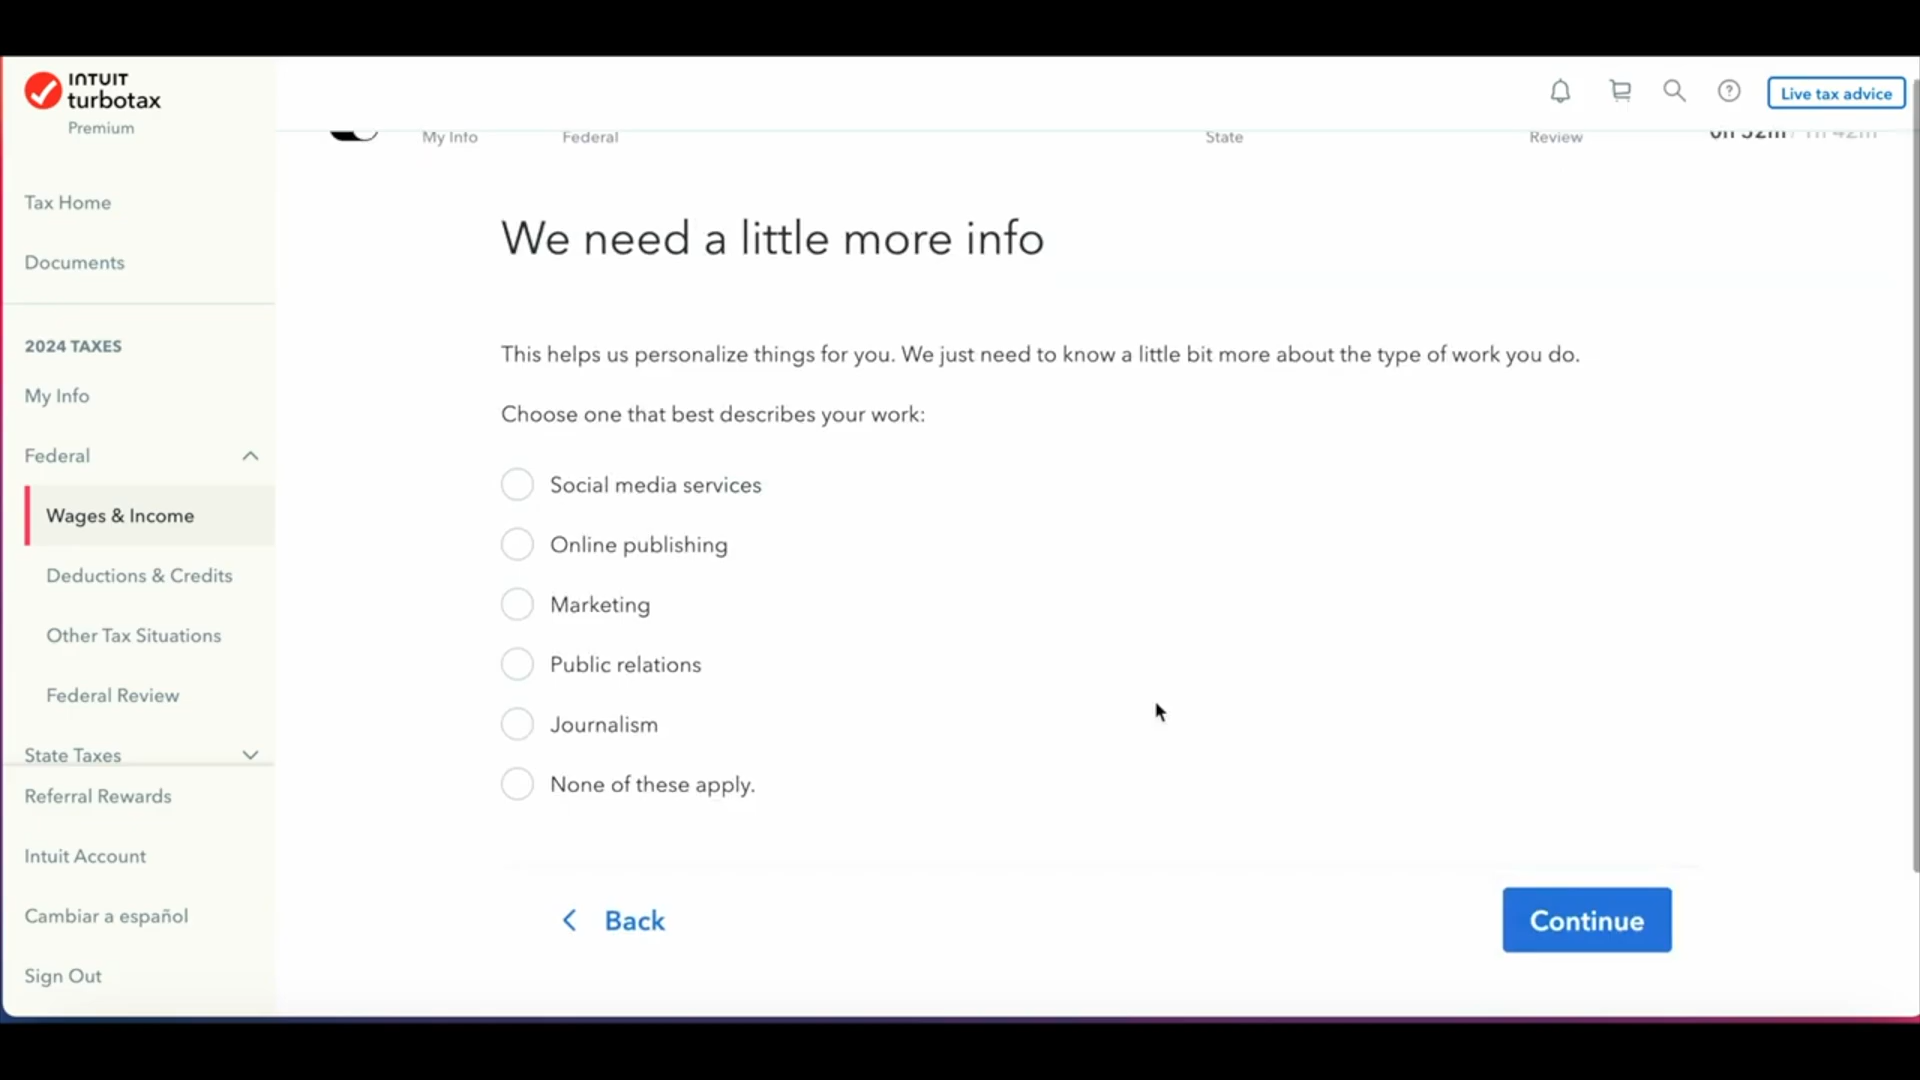 INTUIT
turbotax
Premium
Live tax advice
My Info
Federal
State
Review
Tax Home
Documents
2024 TAXES
My Info
Federal
Wages & Income
Deductions & Credits
Other Tax Situations
Federal Review
State Taxes
Referral Rewards
Intuit Account
Cambiar a español
Sign Out
We need a little more info
This helps us personalize things for you. We just need to know a little bit more about the type of work you do.
Choose one that best describes your work:
Social media services
Online publishing
Marketing
Public relations
Journalism
None of these apply.
Back
Continue